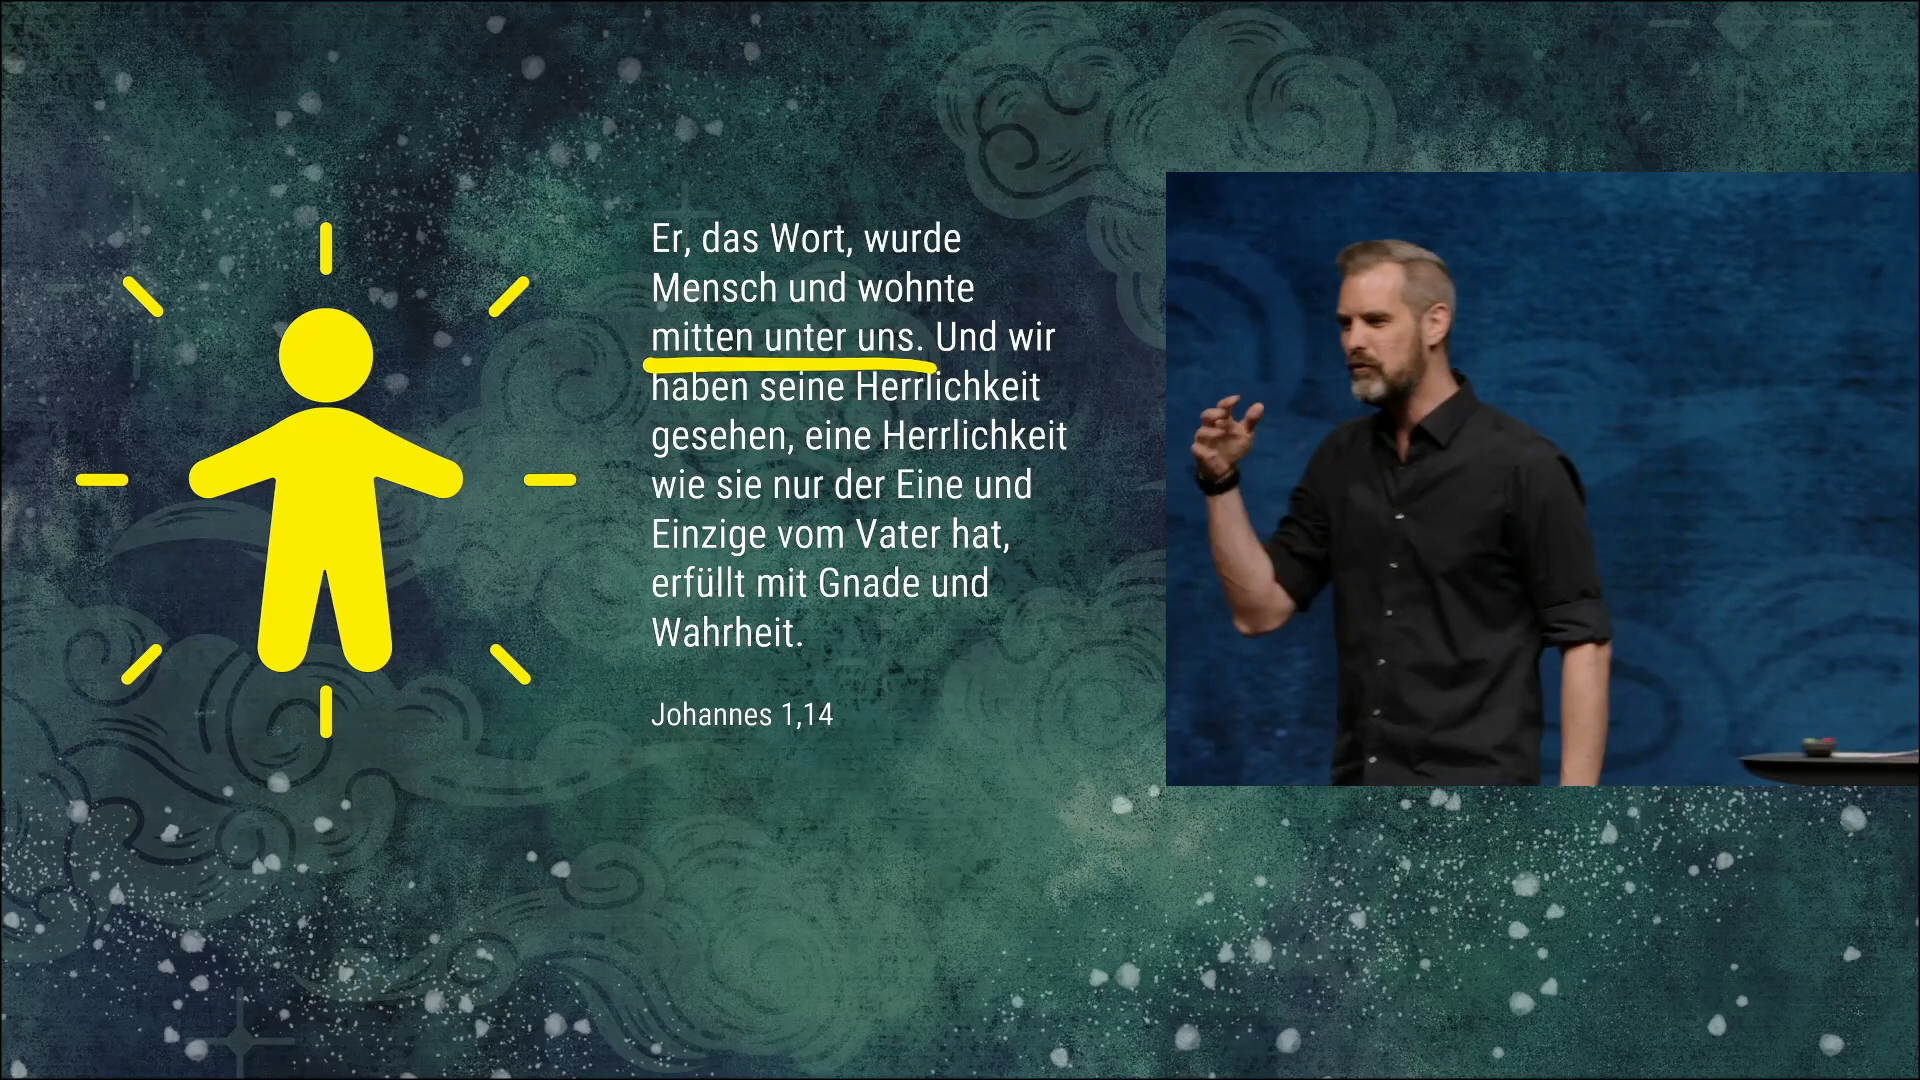 Er, das Wort, wurde
Mensch und wohnte
mitten unter uns. Und wir
haben seine Herrlichkeit
gesehen, eine Herrlichkeit
wie sie nur der Eine und
Einzige vom Vater hat,
erfüllt mit Gnade und
Wahrheit.
Johannes 1,14